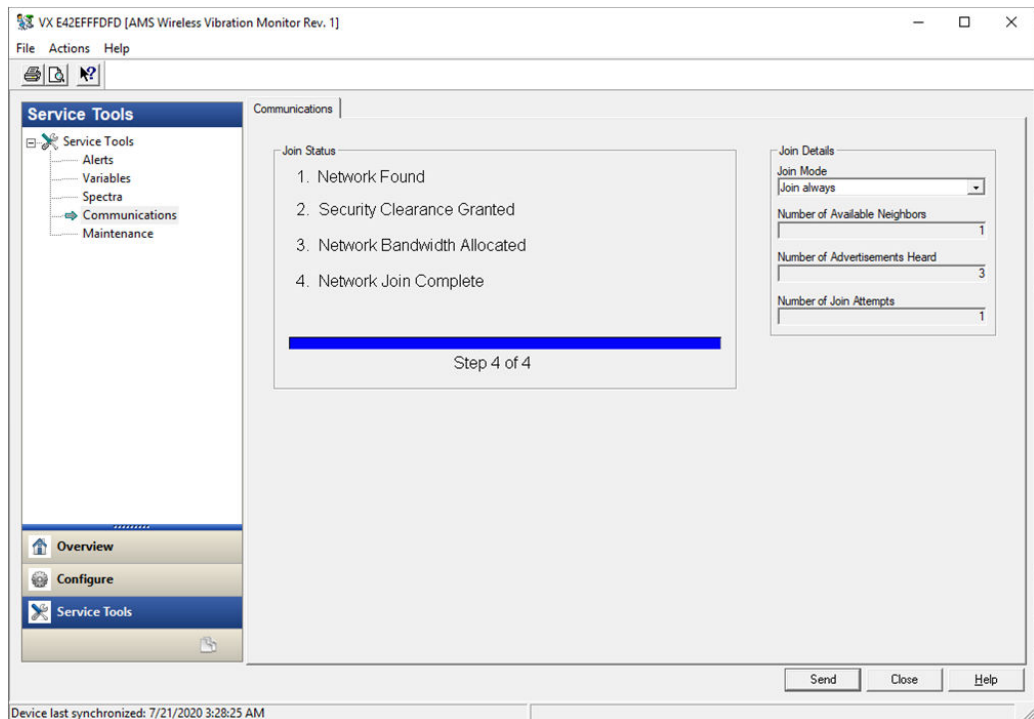 VX E42EFFFDFD [AMS Wireless Vibration Monitor Rev. 1]
File Actions Help
Service Tools
Service Tools
Alerts
Variables
Spectra
Communications
Maintenance
Overview
Configure
Service Tools
Communications
Join Status
1. Network Found
2. Security Clearance Granted
3. Network Bandwidth Allocated
4. Network Join Complete
Step 4 of 4
Join Details
Join Mode
Join always
Number of Available Neighbors
1
Number of Advertisements Heard
3
Number of Join Attempts
1
Send Close Help
Device last synchronized: 7/21/2020 3:28:25 AM